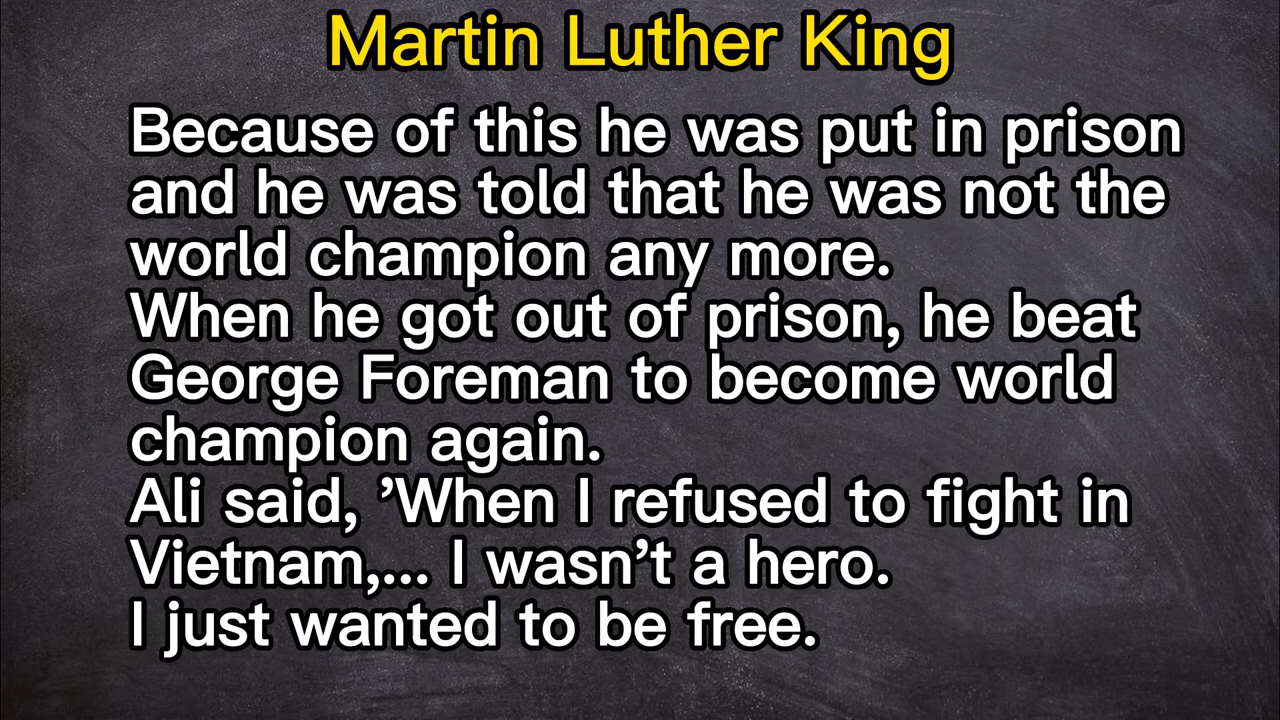 Martin Luther King
Because of this he was put in prison
and he was told that he was not the
world champion any more.
When he got out of prison, he beat
George Foreman to become world
champion again.
Ali said, ’When I refused to fight in
Vietnam,... I wasn’t a hero.
I just wanted to be free.